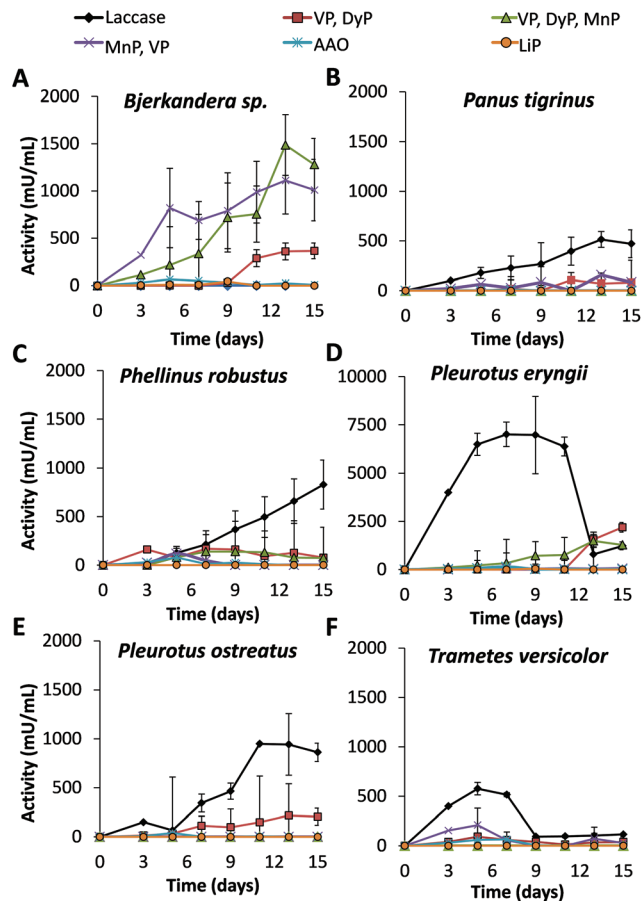 Laccase VP, DyP VP, DyP, MnP
MnP, VP AAO LiP
A Bjerkandera sp.
2000
1500
1000
500
0
Activity (mU/mL)
0 3 6 9 12 15
Time (days)
B Panus tigrinus
2000
1500
1000
500
0
0 3 6 9 12 15
Time (days)
C Phellinus robustus
2000
1500
1000
500
0
Activity (mU/mL)
0 3 6 9 12 15
Time (days)
D Pleurotus eryngii
10000
7500
5000
2500
0
0 3 6 9 12 15
Time (days)
E Pleurotus ostreatus
2000
1500
1000
500
0
Activity (mU/mL)
0 3 6 9 12 15
Time (days)
F Trametes versicolor
2000
1500
1000
500
0
0 3 6 9 12 15
Time (days)